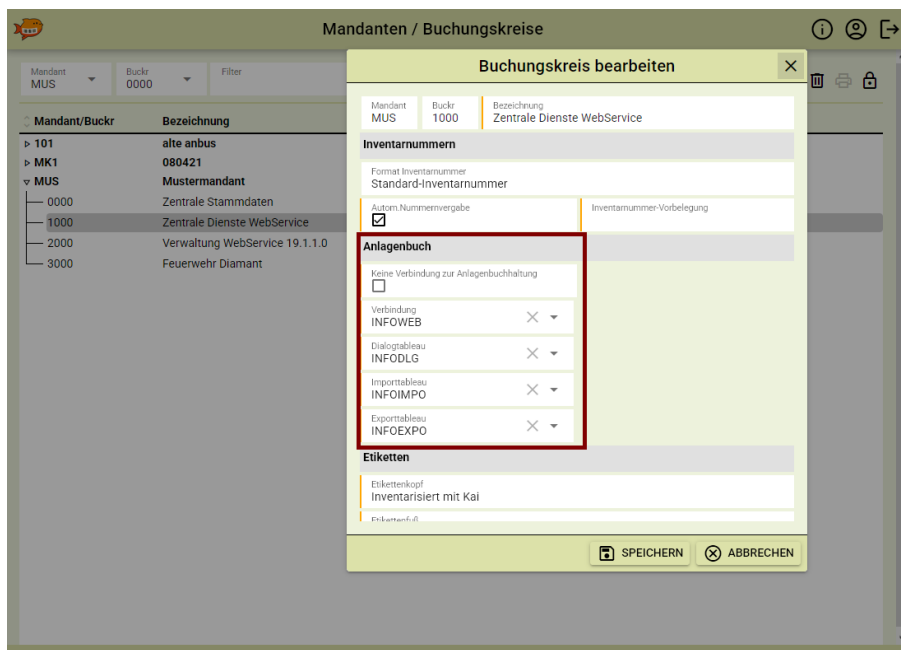 Mandanten / Buchungskreise
Mandant
MUS
Buckr
0000
Filter
Mandant/Buckr Bezeichnung
101 alte anbus
MK1 080421
MUS Mustermandant
0000 Zentrale Stammdaten
1000 Zentrale Dienste WebService
2000 Verwaltung WebService 19.1.1.0
3000 Feuerwehr Diamant
Buchungskreis bearbeiten
Mandant
MUS
Buckr
1000
Bezeichnung
Zentrale Dienste WebService
Inventarnummern
Format Inventarnummer
Standard-Inventarnummer
Autom.Nummernvergabe
Inventarnummer-Vorbelegung
Anlagenbuch
Keine Verbindung zur Anlagenbuchhaltung
Verbindung
INFOWEB
Dialogtableau
INFODLG
Importtableau
INFOIMPO
Exporttableau
INFOEXPO
Etiketten
Etikettenkopf
Inventarisiert mit Kai
Etikettenfuß
SPEICHERN
ABBRECHEN